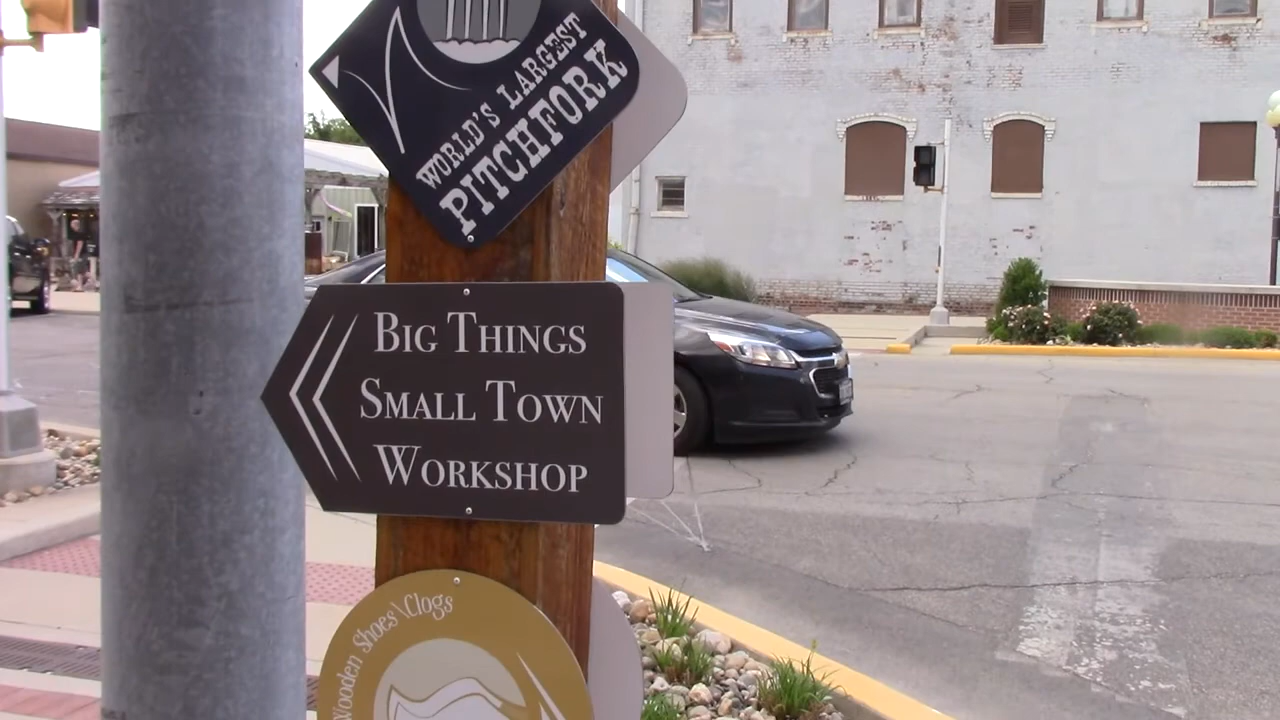 WORLD'S LARGEST
PITCHFORK
BIG THINGS
SMALL TOWN
WORKSHOP
Wooden Shoes\Clogs